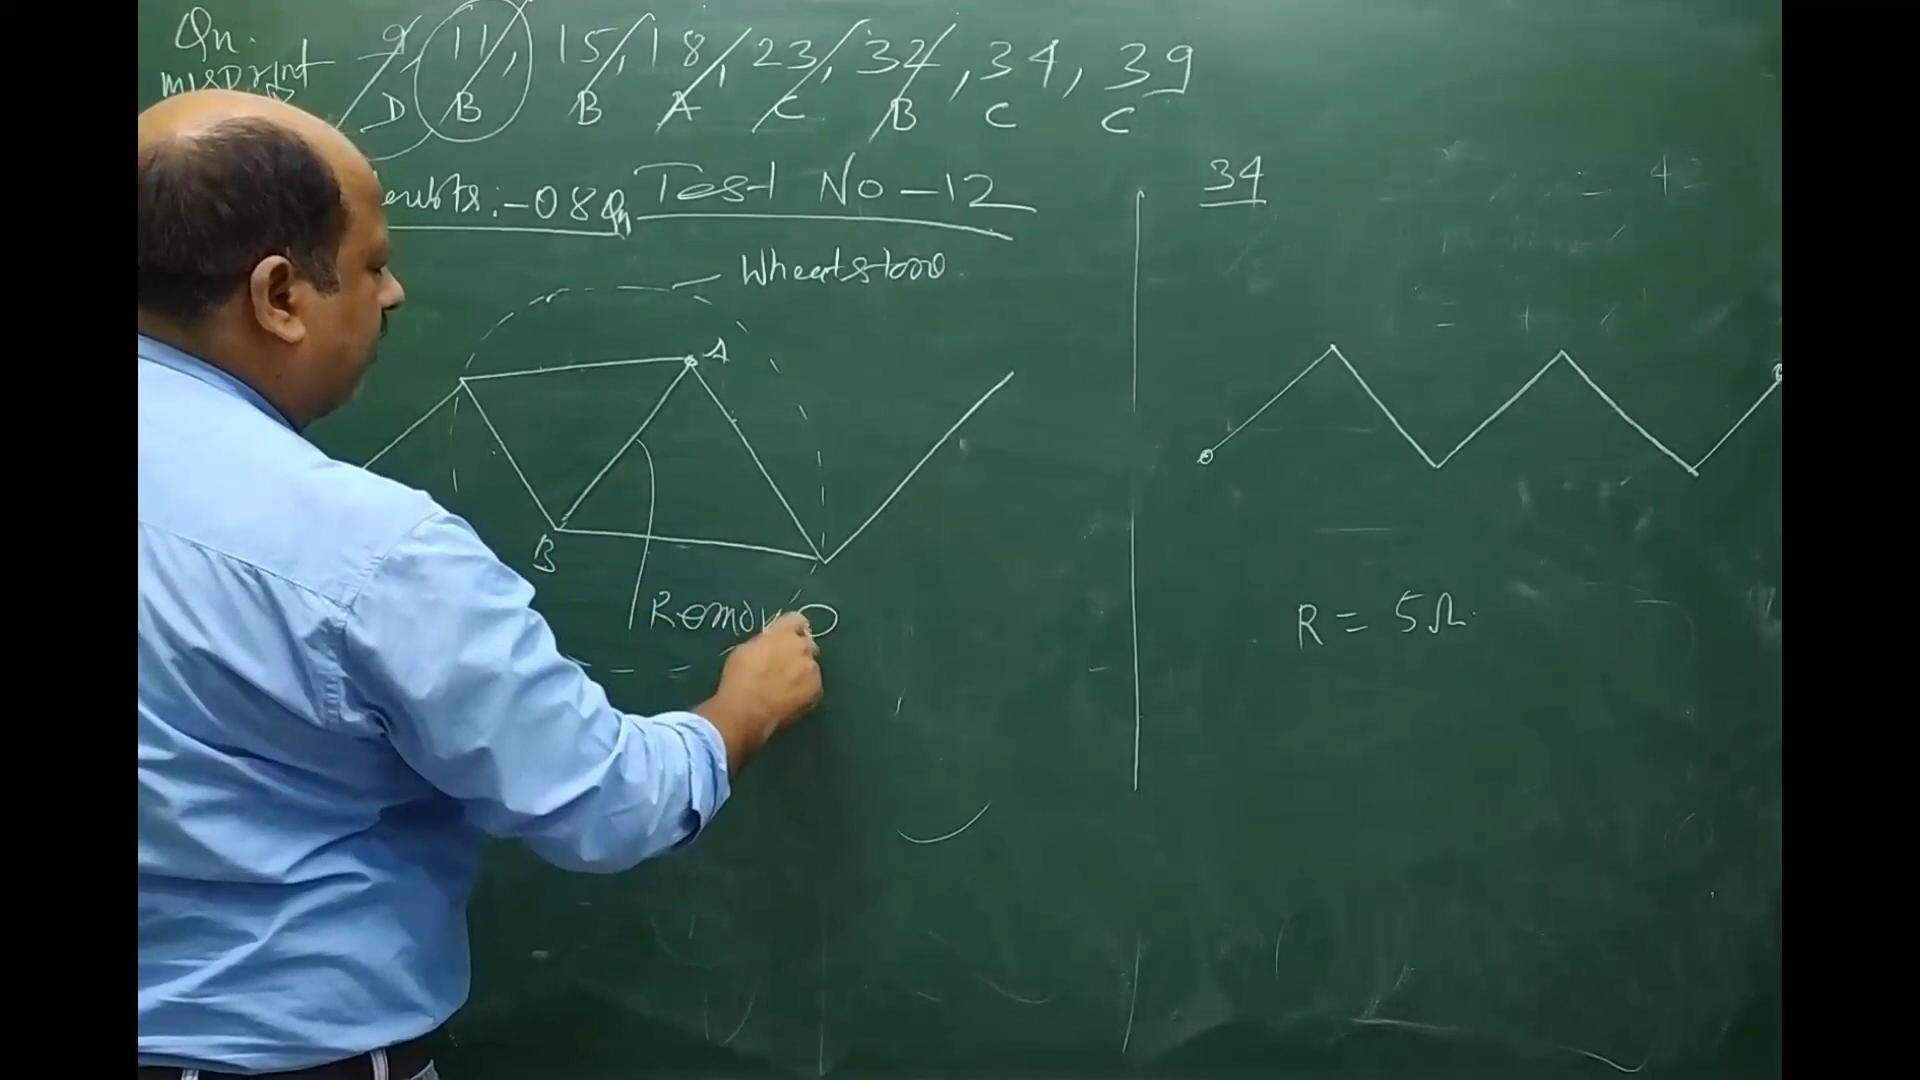 Qn.
misprint 9, 11, 15, 18, 23, 32, 34, 39
D B B A C B C C
Test No - 12
34
Wheatstone
A
B
Remove
R = 5Ω.